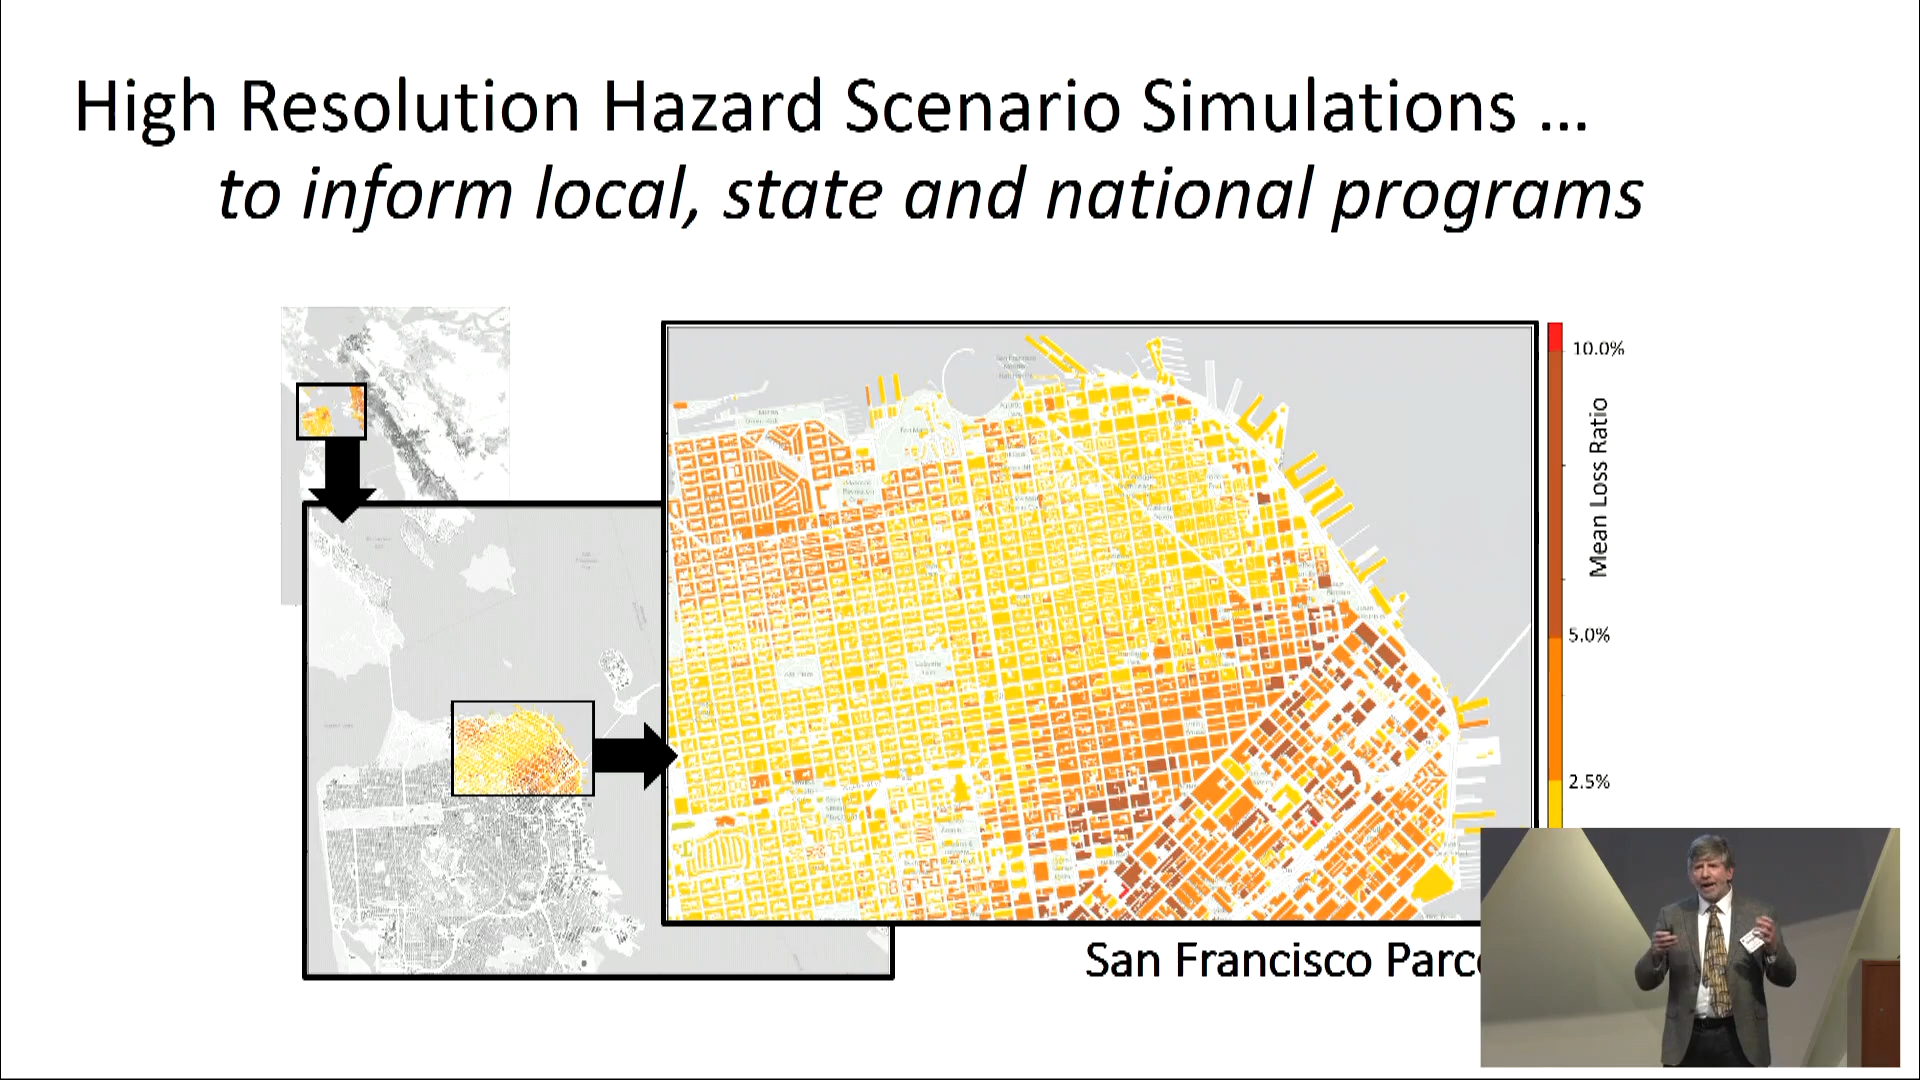 High Resolution Hazard Scenario Simulations ...
to inform local, state and national programs
10.0%
Mean Loss Ratio
5.0%
2.5%
San Francisco Parc